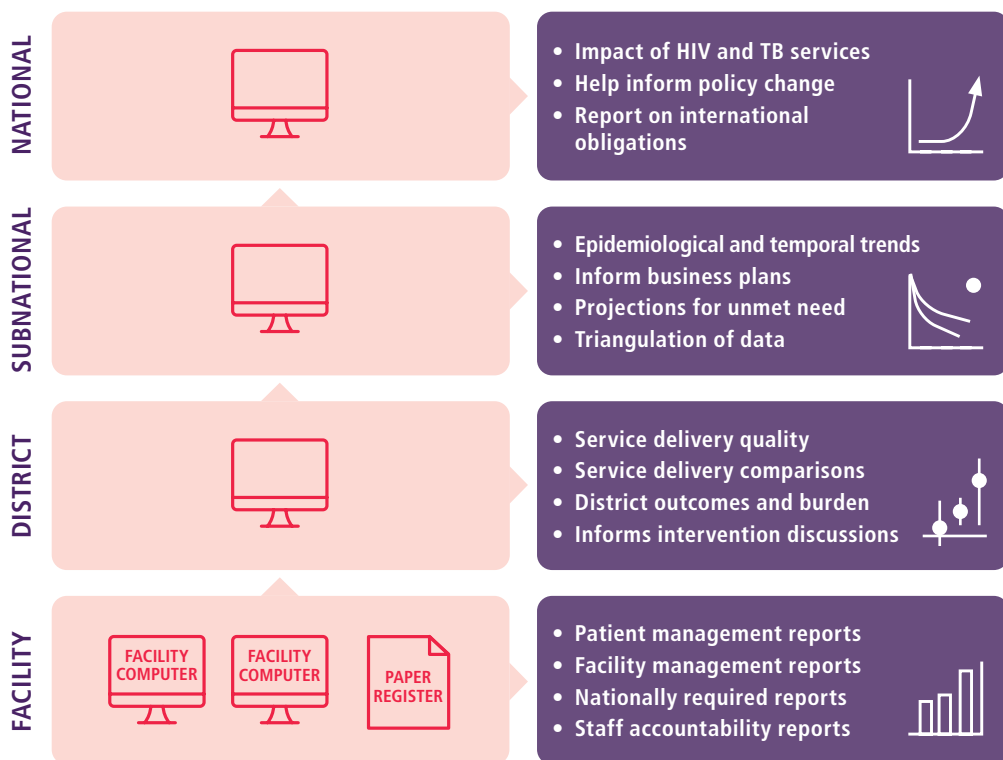 NATIONAL
• Impact of HIV and TB services
• Help inform policy change
• Report on international
obligations
SUBNATIONAL
• Epidemiological and temporal trends
• Inform business plans
• Projections for unmet need
• Triangulation of data
DISTRICT
• Service delivery quality
• Service delivery comparisons
• District outcomes and burden
• Informs intervention discussions
FACILITY
FACILITY
COMPUTER
FACILITY
COMPUTER
PAPER
REGISTER
• Patient management reports
• Facility management reports
• Nationally required reports
• Staff accountability reports